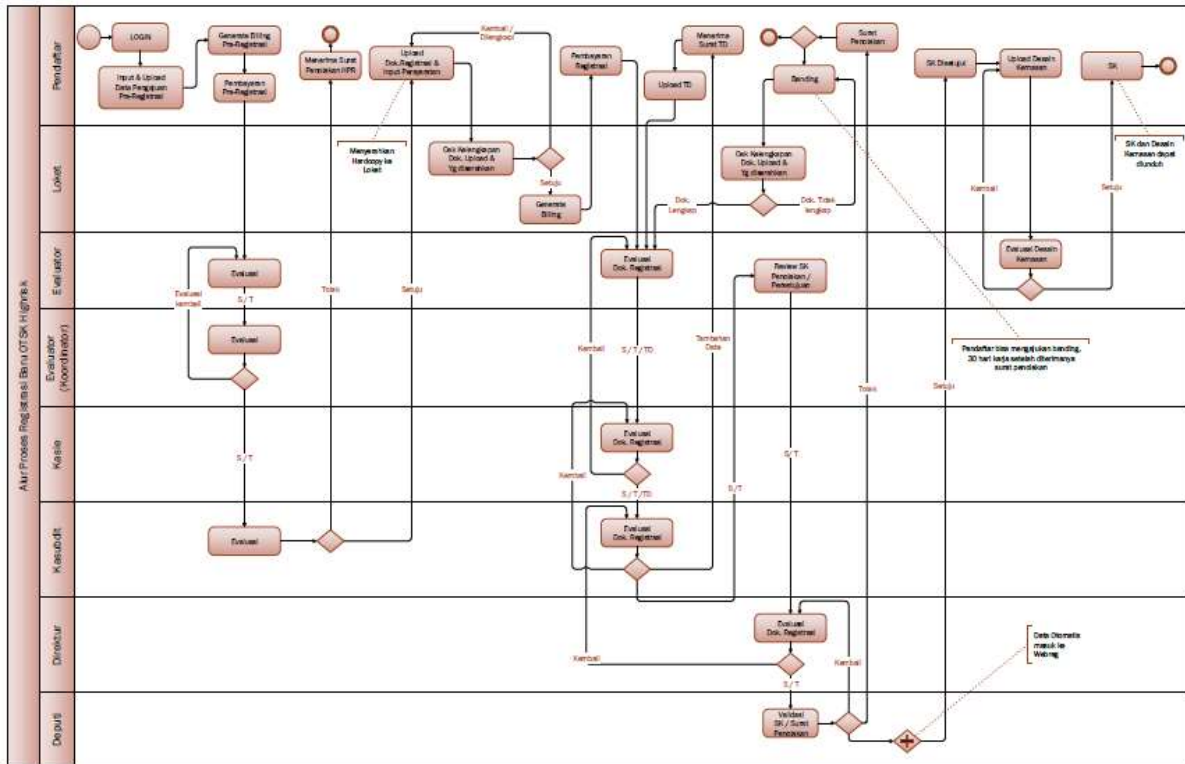 Alur Proses Registrasi Baru OTSK Highrisk
Pendaftar
LOGIN
Input & Upload
Data Pengajuan
Pre-Registrasi
Generate Billing
Pre-Registrasi
Pembayaran
Pre-Registrasi
Menerima Surat
Penolakan HPR
Upload
Dok.Registrasi &
Input Persyaratan
Kembali /
Dilengkapi
Pembayaran
Registrasi
Menerima
Surat TD
Upload TD
Surat
Penolakan
Banding
SK Disetujui
Upload Desain
Kemasan
SK
Loket
Menyerahkan
Hardcopy ke
Loket
Cek Kelengkapan
Dok. Upload &
Yg diserahkan
Setuju
Generate
Billing
Cek Kelengkapan
Dok. Upload &
Yg diserahkan
Dok.
Lengkap
Dok. Tidak
lengkap
Kembali
Setuju
SK dan Desain
Kemasan dapat
diunduh
Evaluator
Evaluasi
Evaluasi
kembali
S / T
Tolak
Setuju
Evaluasi
Dok. Registrasi
Review SK
Penolakan /
Persetujuan
Evaluasi Desain
Kemasan
Evaluator
(Koordinator)
Evaluasi
Kembali
S / T /TD
Tambahan
Data
Pendaftar bisa mengajukan banding,
30 hari kerja setelah diterimanya
surat penolakan
Tolak
Setuju
Kasie
S / T
Evaluasi
Dok. Registrasi
Kembali
S / T /TD
S/T
S / T
Kasubdit
Evaluasi
Evaluasi
Dok. Registrasi
Direktur
Evaluasi
Dok. Registrasi
Kembali
Kembali
S / T
Data Otomatis
masuk ke
Webreg
Deputi
Validasi
SK / Surat
Penolakan